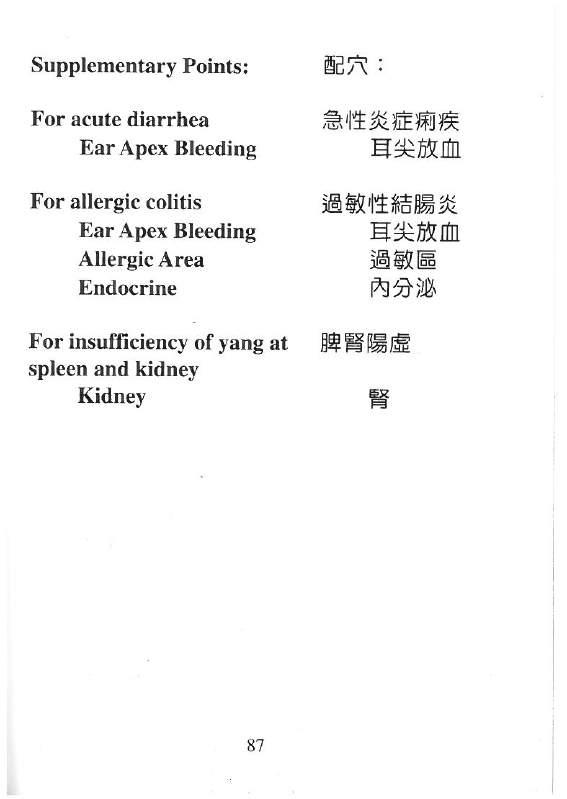 Supplementary Points: 配穴：
For acute diarrhea 急性炎症痢疾
Ear Apex Bleeding 耳尖放血
For allergic colitis 過敏性結腸炎
Ear Apex Bleeding 耳尖放血
Allergic Area 過敏區
Endocrine 內分泌
For insufficiency of yang at 脾腎陽虛
spleen and kidney
Kidney 腎
87